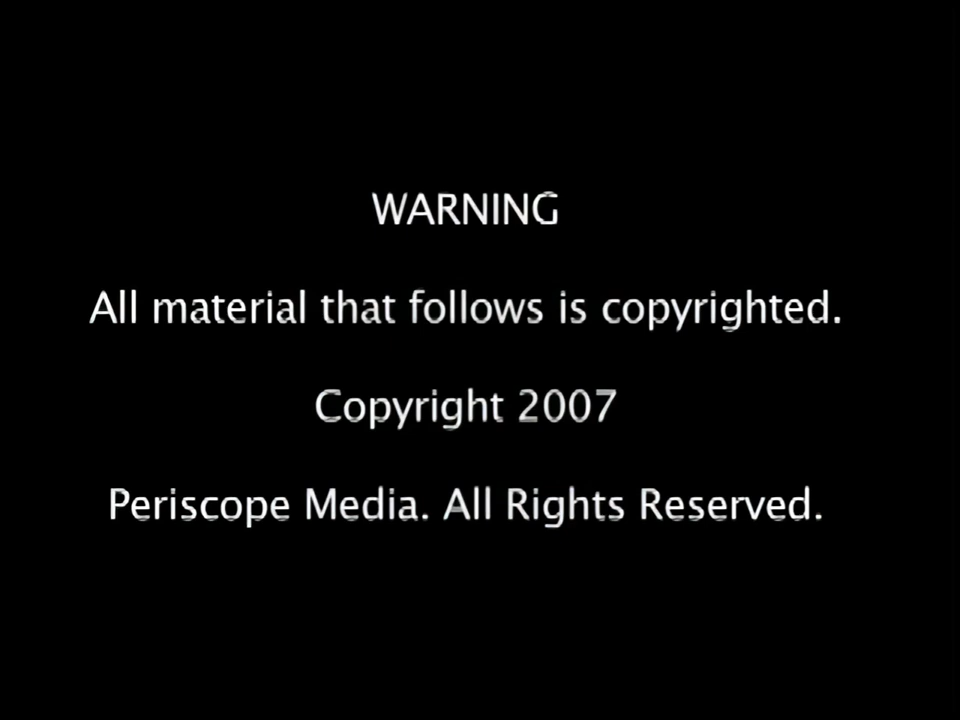 WARNING
All material that follows is copyrighted.
Copyright 2007
Periscope Media. All Rights Reserved.